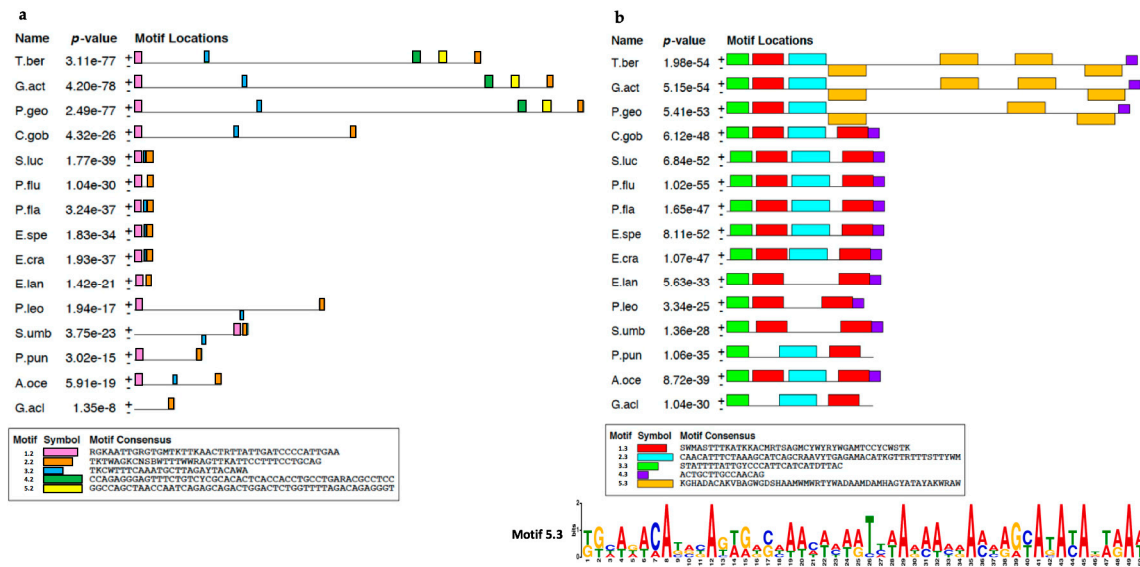 a
Name p-value Motif Locations
T.ber 3.11e-77 + -
G.act 4.20e-78 + -
P.geo 2.49e-77 + -
C.gob 4.32e-26 + -
S.luc 1.77e-39 + -
P.flu 1.04e-30 + -
P.fla 3.24e-37 + -
E.spe 1.83e-34 + -
E.cra 1.93e-37 + -
E.lan 1.42e-21 + -
P.leo 1.94e-17 + -
S.umb 3.75e-23 + -
P.pun 3.02e-15 + -
A.oce 5.91e-19 + -
G.acl 1.35e-8 + -
Motif Symbol Motif Consensus
1.2 RGKAATTGRGTGMTKTTKAACTRTTATTGATCCCCATTGAA
2.2 TKTWAGKCNSBWTTTWWRAGTTKATTCCTTTCCTGCAG
3.2 TKCWTTTCAAATGCTTAGATTACAWA
4.2 CCAGAGGGAGTTTCTGTCYCGCACACTCACCACCTGCCTGARACGCCTCC
5.2 GGCCAGCTAACCAATCAGAGCAGACTGGACTCTGGTTTTAGACAGAGGGT
b
Name p-value Motif Locations
T.ber 1.98e-54 + -
G.act 5.15e-54 + -
P.geo 5.41e-53 + -
C.gob 6.12e-48 + -
S.luc 6.84e-52 + -
P.flu 1.02e-55 + -
P.fla 1.65e-47 + -
E.spe 8.11e-52 + -
E.cra 1.07e-47 + -
E.lan 5.63e-33 + -
P.leo 3.34e-25 + -
S.umb 1.36e-28 + -
P.pun 1.06e-35 + -
A.oce 8.72e-39 + -
G.acl 1.04e-30 + -
Motif Symbol Motif Consensus
1.3 SWMASTTTKATKKACMRTSAGMCYWYRYWGAMTCCYCWSTK
2.3 CAACATTTCTAAAGCATCAGCRAAVYTGAGAMCATKGTTRTTTSTTYWM
3.3 STATTTTATTGYCCCATTCATCATDTTAC
4.3 ACTGCTTGCCAACAG
5.3 KGHADACAKVBAGWGDSHAAMWMWRTYWADAAMDAMHAGYATAYAKWRAW
Motif 5.3